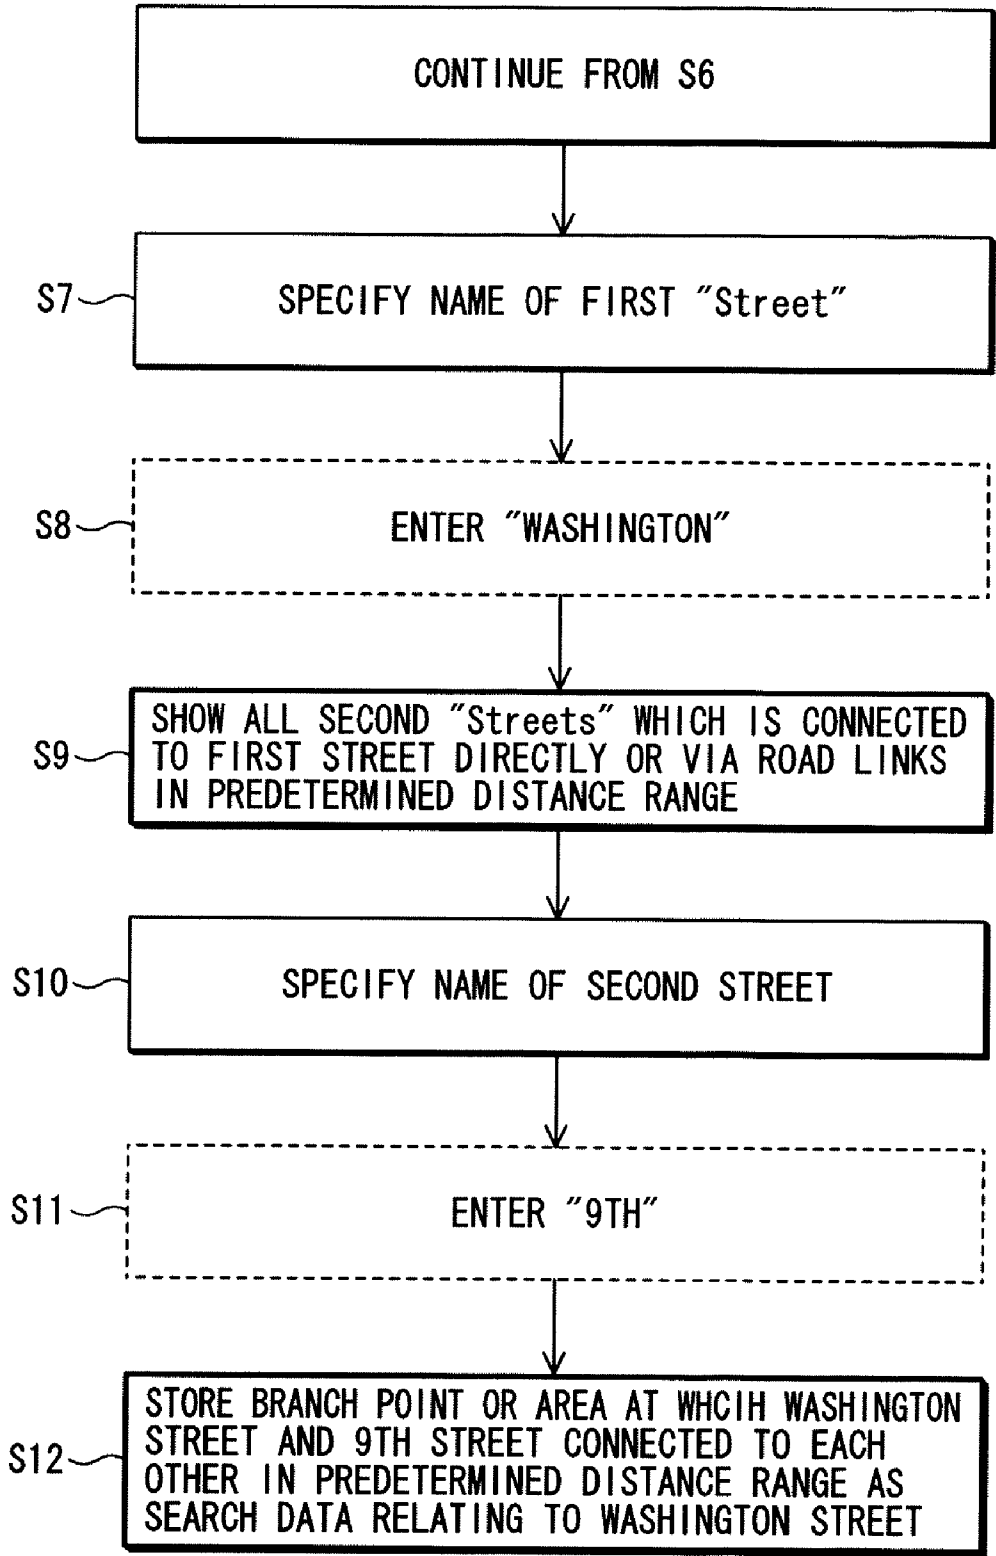 CONTINUE FROM S6
S7
SPECIFY NAME OF FIRST "Street"
S8
ENTER "WASHINGTON"
S9
SHOW ALL SECOND "Streets" WHICH IS CONNECTED
TO FIRST STREET DIRECTLY OR VIA ROAD LINKS
IN PREDETERMINED DISTANCE RANGE
S10
SPECIFY NAME OF SECOND STREET
S11
ENTER "9TH"
S12
STORE BRANCH POINT OR AREA AT WHCIH WASHINGTON
STREET AND 9TH STREET CONNECTED TO EACH
OTHER IN PREDETERMINED DISTANCE RANGE AS
SEARCH DATA RELATING TO WASHINGTON STREET